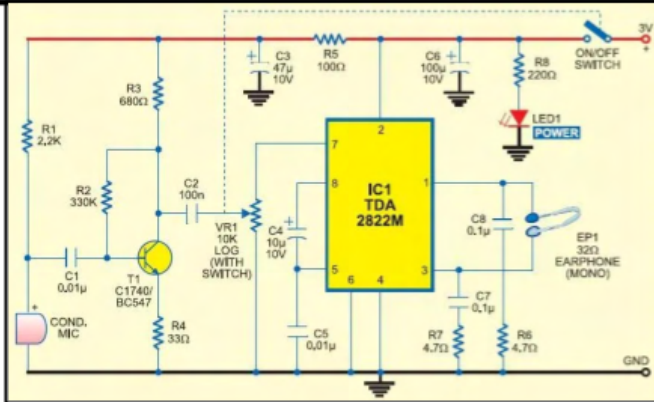 C3
47µ
10V
R5
100Ω
C6
100µ
10V
R8
220Ω
ON/OFF
SWITCH
3V
+
LED1
POWER
R3
680Ω
R1
2.2K
R2
330K
C2
100n
VR1
10K
LOG
(WITH
SWITCH)
C1
0.01µ
T1
C1740/
BC547
R4
33Ω
+
COND.
MIC
7
8
5
6
4
2
1
3
IC1
TDA
2822M
+
C4
10µ
10V
C5
0.01µ
C8
0.1µ
EP1
32Ω
EARPHONE
(MONO)
C7
0.1µ
R7
4.7Ω
R6
4.7Ω
GND
+
+
-